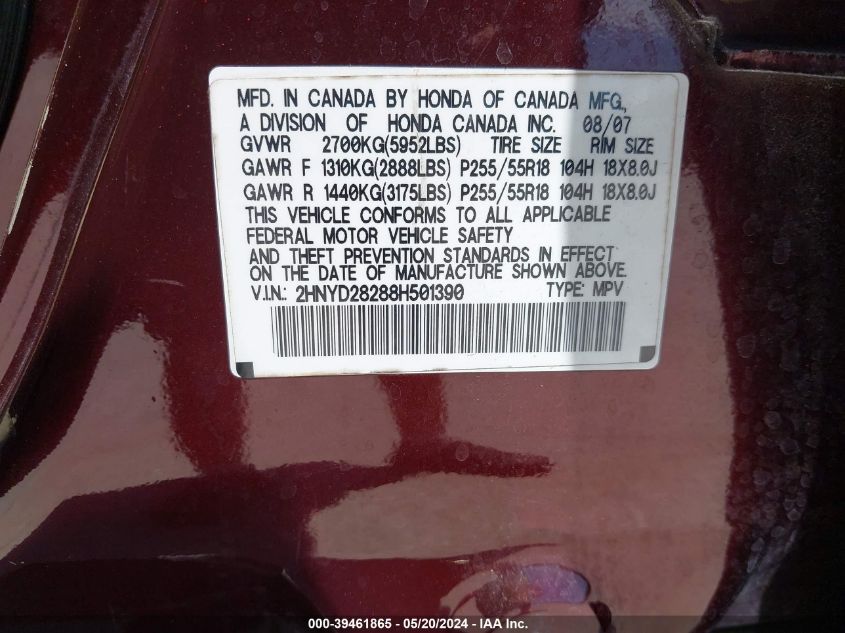 MFD. IN CANADA BY HONDA OF CANADA MFG.,
A DIVISION OF HONDA CANADA INC. 08/07
GVWR 2700KG(5952LBS) TIRE SIZE RIM SIZE
GAWR F 1310KG(2888LBS) P255/55R18 104H 18X8.0J
GAWR R 1440KG(3175LBS) P255/55R18 104H 18X8.0J
THIS VEHICLE CONFORMS TO ALL APPLICABLE
FEDERAL MOTOR VEHICLE SAFETY
AND THEFT PREVENTION STANDARDS IN EFFECT
ON THE DATE OF MANUFACTURE SHOWN ABOVE.
V.I.N.: 2HNYD28288H501390 TYPE: MPV
000-39461865 - 05/20/2024 - IAA Inc.